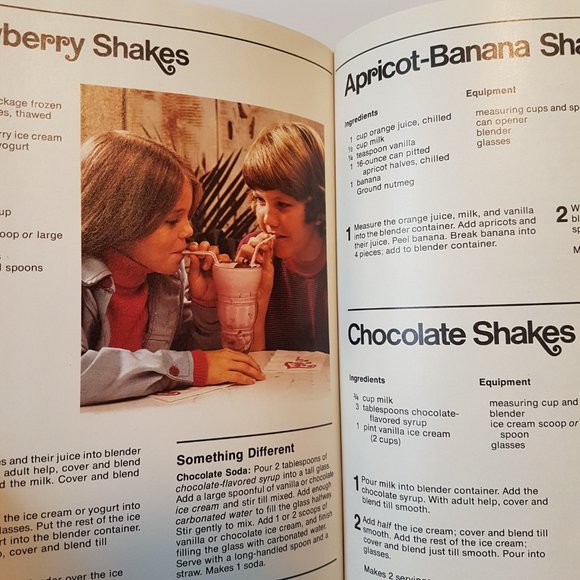 Shakes
frozen
thawed
ice cream
yogurt
cup
or large
spoons
and their juice into blender
adult help, cover and blend
the milk. Cover and blend
the ice cream or yogurt into
Put the rest of the ice
into the blender container.
cover and blend till
over the ice
Something Different
Chocolate Soda: Pour 2 tablespoons of
chocolate-flavored syrup into a tall glass.
Add a large spoonful of vanilla or chocolate
ice cream and stir till mixed. Add enough
carbonated water to fill the glass halfway.
Stir gently to mix. Add 1 or 2 scoops of
vanilla or chocolate ice cream, and finish
filling the glass with carbonated water.
Serve with a long-handled spoon and a
straw. Makes 1 soda.
Apricot-Banana Sha
Ingredients
1 cup orange juice, chilled
½ cup milk
¼ teaspoon vanilla
1 16-ounce can pitted
apricot halves, chilled
1 banana
Ground nutmeg
Equipment
measuring cups and sp
can opener
blender
glasses
1 Measure the orange juice, milk, and vanilla
into the blender container. Add apricots and
their juice. Peel banana. Break banana into
4 pieces; add to blender container.
2 W
blen
sp
M
Chocolate Shakes
Ingredients
¾ cup milk
3 tablespoons chocolate-
flavored syrup
1 pint vanilla ice cream
(2 cups)
Equipment
measuring cup and
blender
ice cream scoop or
spoon
glasses
1 Pour milk into blender container. Add the
chocolate syrup. With adult help, cover and
blend till smooth.
2 Add half the ice cream; cover and blend till
smooth. Add the rest of the ice cream;
cover and blend just till smooth. Pour into
glasses.
Makes 2 servings